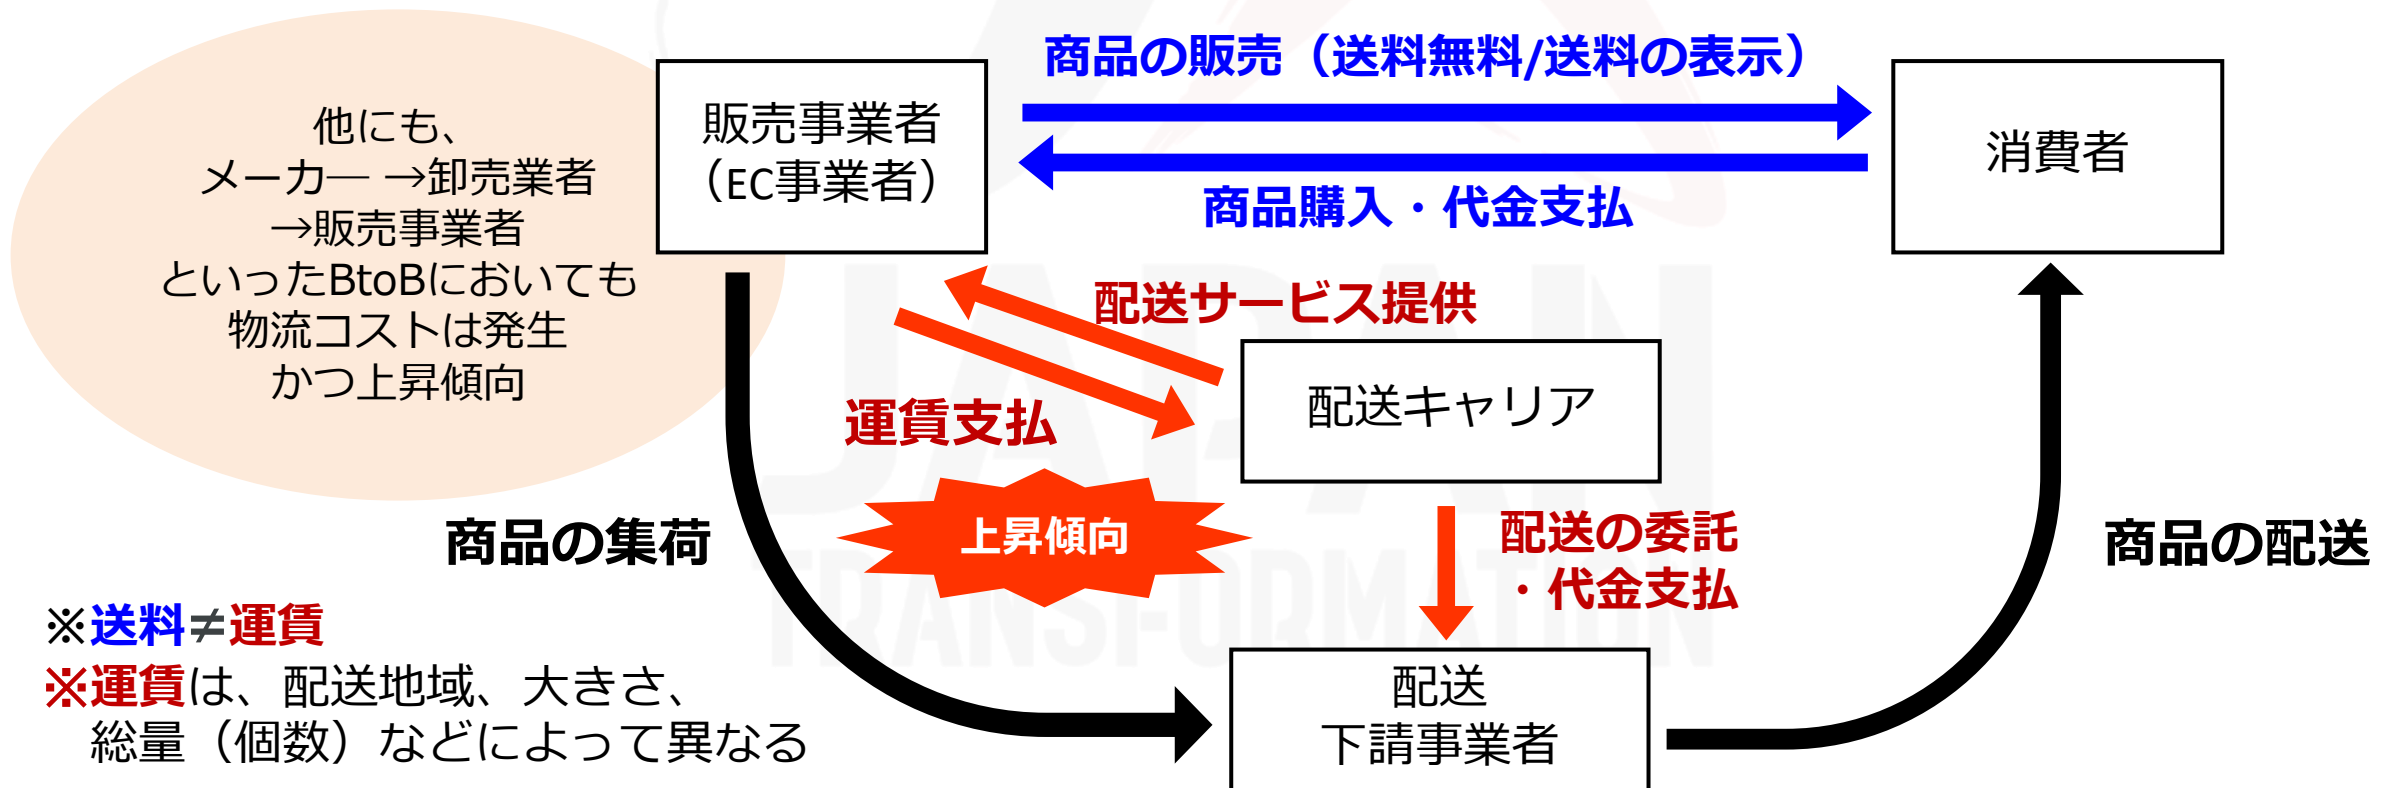 商品の販売（送料無料/送料の表示）
販売事業者
（EC事業者）
消費者
他にも、
メーカ― →卸売業者
→販売事業者
といったBtoBにおいても
物流コストは発生
かつ上昇傾向
商品購入・代金支払
配送サービス提供
配送キャリア
運賃支払
上昇傾向
商品の集荷
配送の委託
・代金支払
商品の配送
※送料≠運賃
※運賃は、配送地域、大きさ、
総量（個数）などによって異なる
配送
下請事業者
JAPAN
TRANSFORMATION